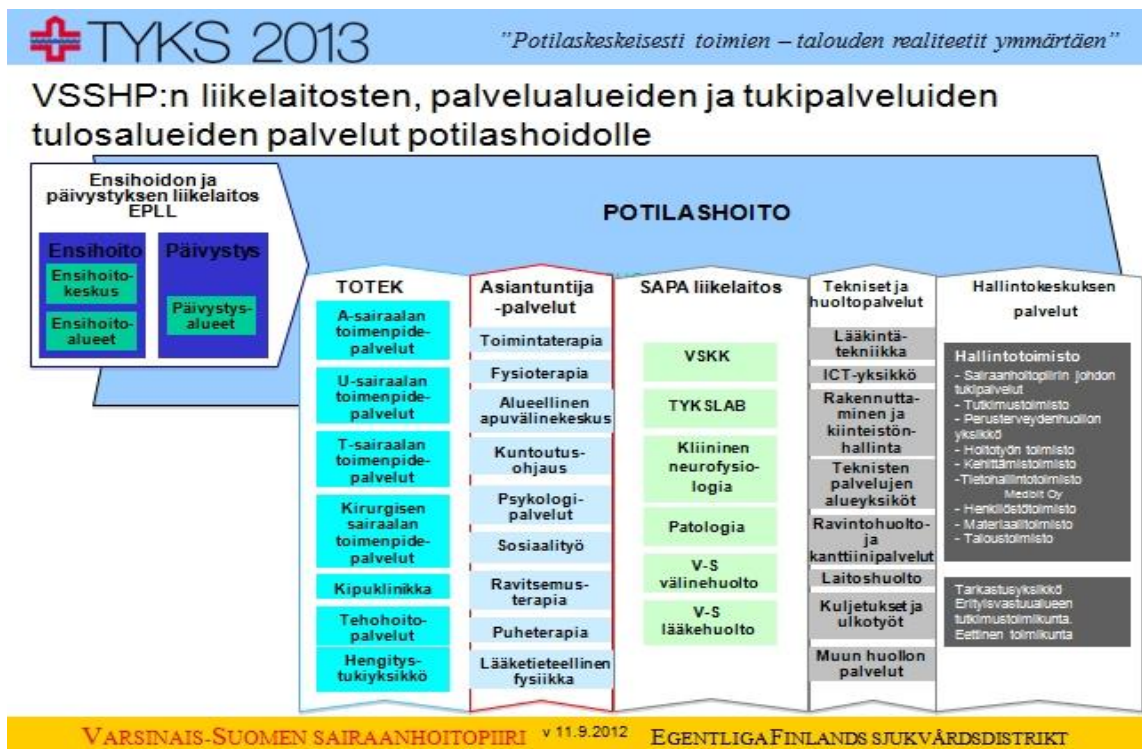 TYKS 2013
"Potilaskeskeisesti toimien – talouden realiteetit ymmärtäen"
VSSHP:n liikelaitosten, palvelualueiden ja tukipalveluiden
tulosalueiden palvelut potilashoidolle
Ensihoidon ja
päivystyksen liikelaitos
EPLL
Ensihoito
Ensihoito-
keskus
Ensihoito-
alueet
Päivystys
Päivystys-
alueet
POTILASHOITO
TOTEK
A-sairaalan
toimenpide-
palvelut
U-sairaalan
toimenpide-
palvelut
T-sairaalan
toimenpide-
palvelut
Kirurgisen
sairaalan
toimenpide-
palvelut
Kipuklinikka
Tehohoito-
palvelut
Hengitys-
tukiyksikkö
Asiantuntija
-palvelut
Toimintaterapia
Fysioterapia
Alueellinen
apuvälinekeskus
Kuntoutus-
ohjaus
Psykologi-
palvelut
Sosiaalityö
Ravitsemus-
terapia
Puheterapia
Lääketieteellinen
fysiikka
SAPA liikelaitos
VSKK
TYKSLAB
Kliininen
neurofysio-
logia
Patologia
V-S
välinehuolto
V-S
lääkehuolto
Tekniset ja
huoltopalvelut
Lääkintä-
tekniikka
ICT-yksikkö
Rakennutta-
minen ja
kiinteistön-
hallinta
Teknisten
palvelujen
alueyksiköt
Ravintohuolto-
ja
kanttiinipalvelut
Laitoshuolto
Kuljetukset ja
ulkotyöt
Muun huollon
palvelut
Hallintokeskuksen
palvelut
Hallintotoimisto
- Sairaanhoitopiirin johdon
tukipalvelut
- Tutkimustoimisto
- Perusterveydenhuollon
yksikkö
- Hoitotyön toimisto
- Kehittämistoimisto
-Tietohallintotoimisto
Medbit Oy
- Henkilöstötoimisto
- Materiaalitoimisto
- Taloustoimisto
Tarkastusyksikkö
Erityisvastuualueen
tutkimustoimikunta.
Eettinen toimikunta
VARSINAIS-SUOMEN SAIRAANHOITOPIIRI v 11.9.2012 EGENTLIGA FINLANDS SJUKVÅRDSDISTRIKT